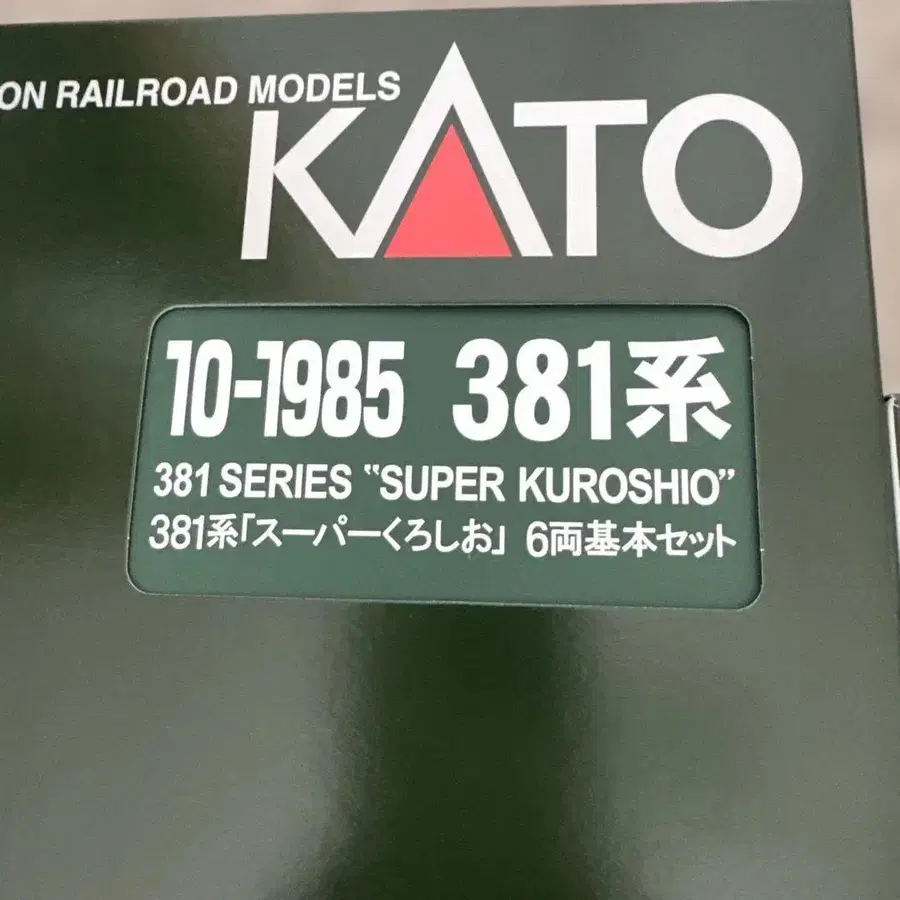 ON RAILROAD MODELS
KATO
10-1985 381系
381 SERIES “SUPER KUROSHIO”
381系「スーパーくろしお」 6両基本セット